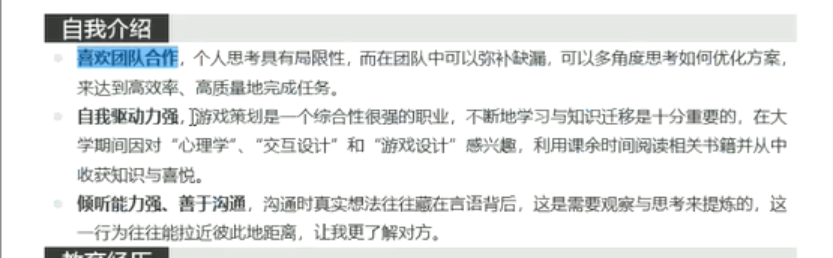 自我介绍
喜欢团队合作，个人思考具有局限性，而在团队中可以弥补缺漏，可以多角度思考如何优化方案，
来达到高效率、高质量地完成任务。
自我驱动力强，游戏策划是一个综合性很强的职业，不断地学习与知识迁移是十分重要的，在大
学期间因对“心理学”、“交互设计”和“游戏设计”感兴趣，利用课余时间阅读相关书籍并从中
收获知识与喜悦。
倾听能力强、善于沟通，沟通时真实想法往往藏在言语背后，这是需要观察与思考来提炼的，这
一行为往往能拉近彼此地距离，让我更了解对方。
教育经历